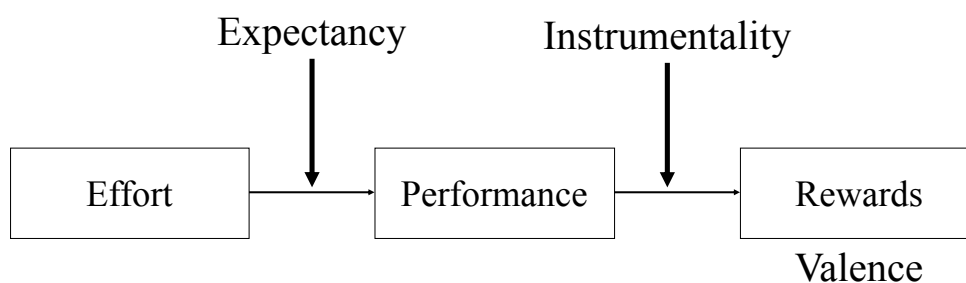 Expectancy
Instrumentality
Effort
Performance
Rewards
Valence